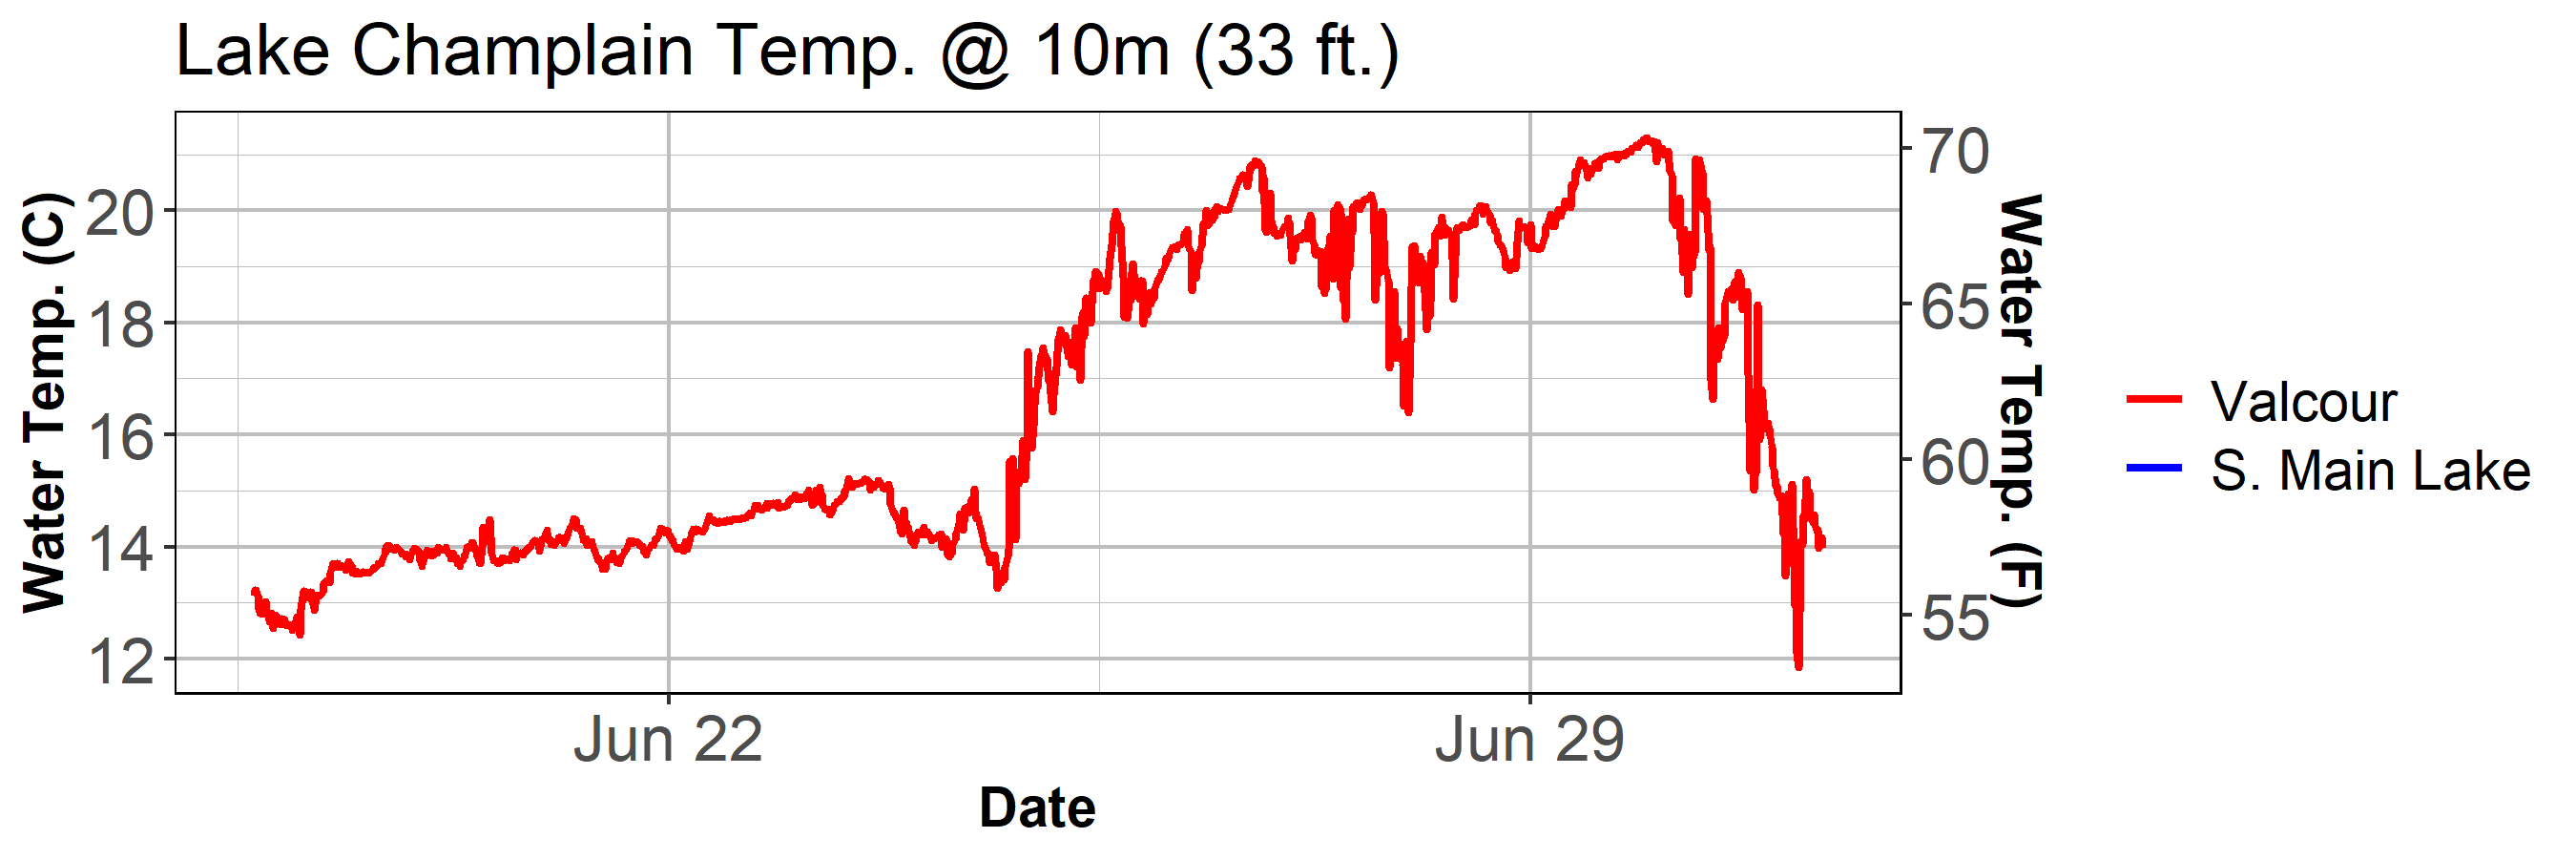 Lake Champlain Temp. @ 10m (33 ft.)
Water Temp. (C)
20
18
16
14
12
70
65
60
55
Water Temp. (F)
Jun 22
Jun 29
Date
Valcour
S. Main Lake